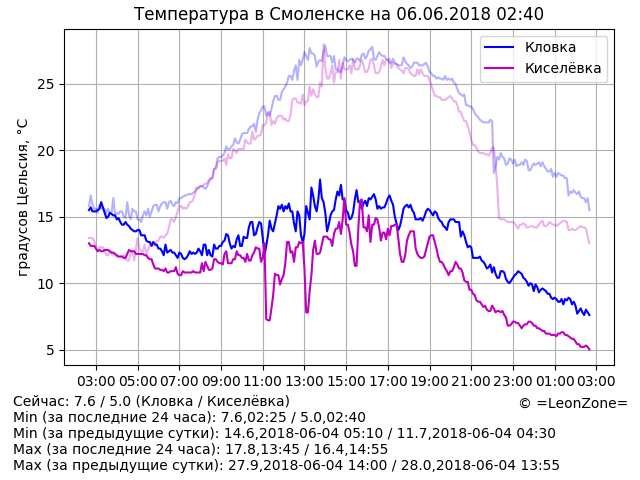 Температура в Смоленске на 06.06.2018 02:40
градусов Цельсия, °C
25
20
15
10
5
Кловка
Киселёвка
03:00 05:00 07:00 09:00 11:00 13:00 15:00 17:00 19:00 21:00 23:00 01:00 03:00
Сейчас: 7.6 / 5.0 (Кловка / Киселёвка)
© =LeonZone=
Min (за последние 24 часа): 7.6,02:25 / 5.0,02:40
Min (за предыдущие сутки): 14.6,2018-06-04 05:10 / 11.7,2018-06-04 04:30
Max (за последние 24 часа): 17.8,13:45 / 16.4,14:55
Max (за предыдущие сутки): 27.9,2018-06-04 14:00 / 28.0,2018-06-04 13:55